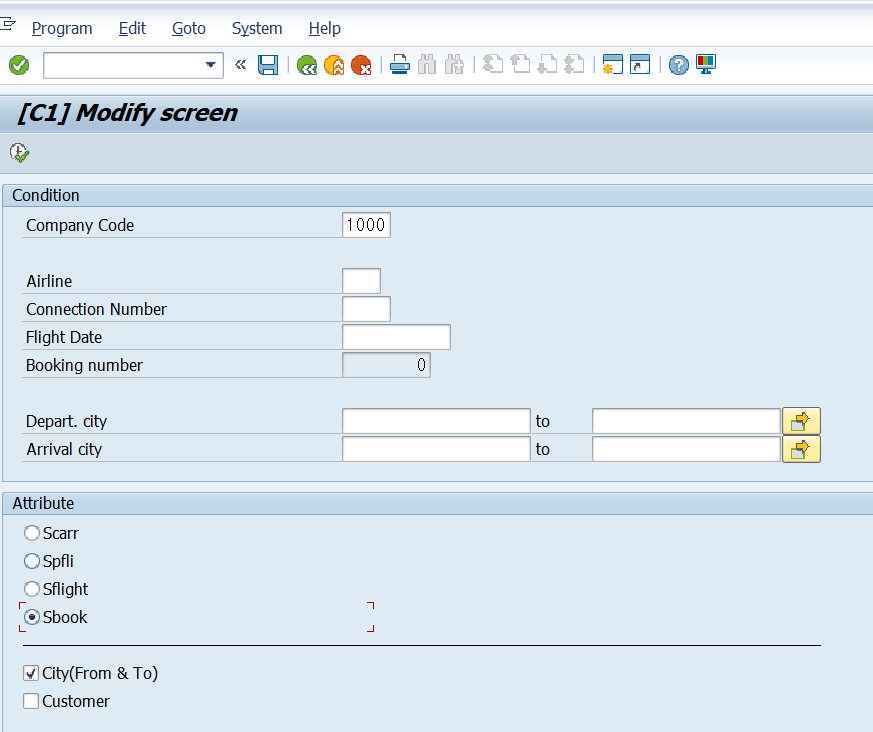 Program Edit Goto System Help
[C1] Modify screen
Condition
Company Code 1000
Airline
Connection Number
Flight Date
Booking number 0
Depart. city to
Arrival city to
Attribute
Scarr
Spfli
Sflight
Sbook
City(From & To)
Customer